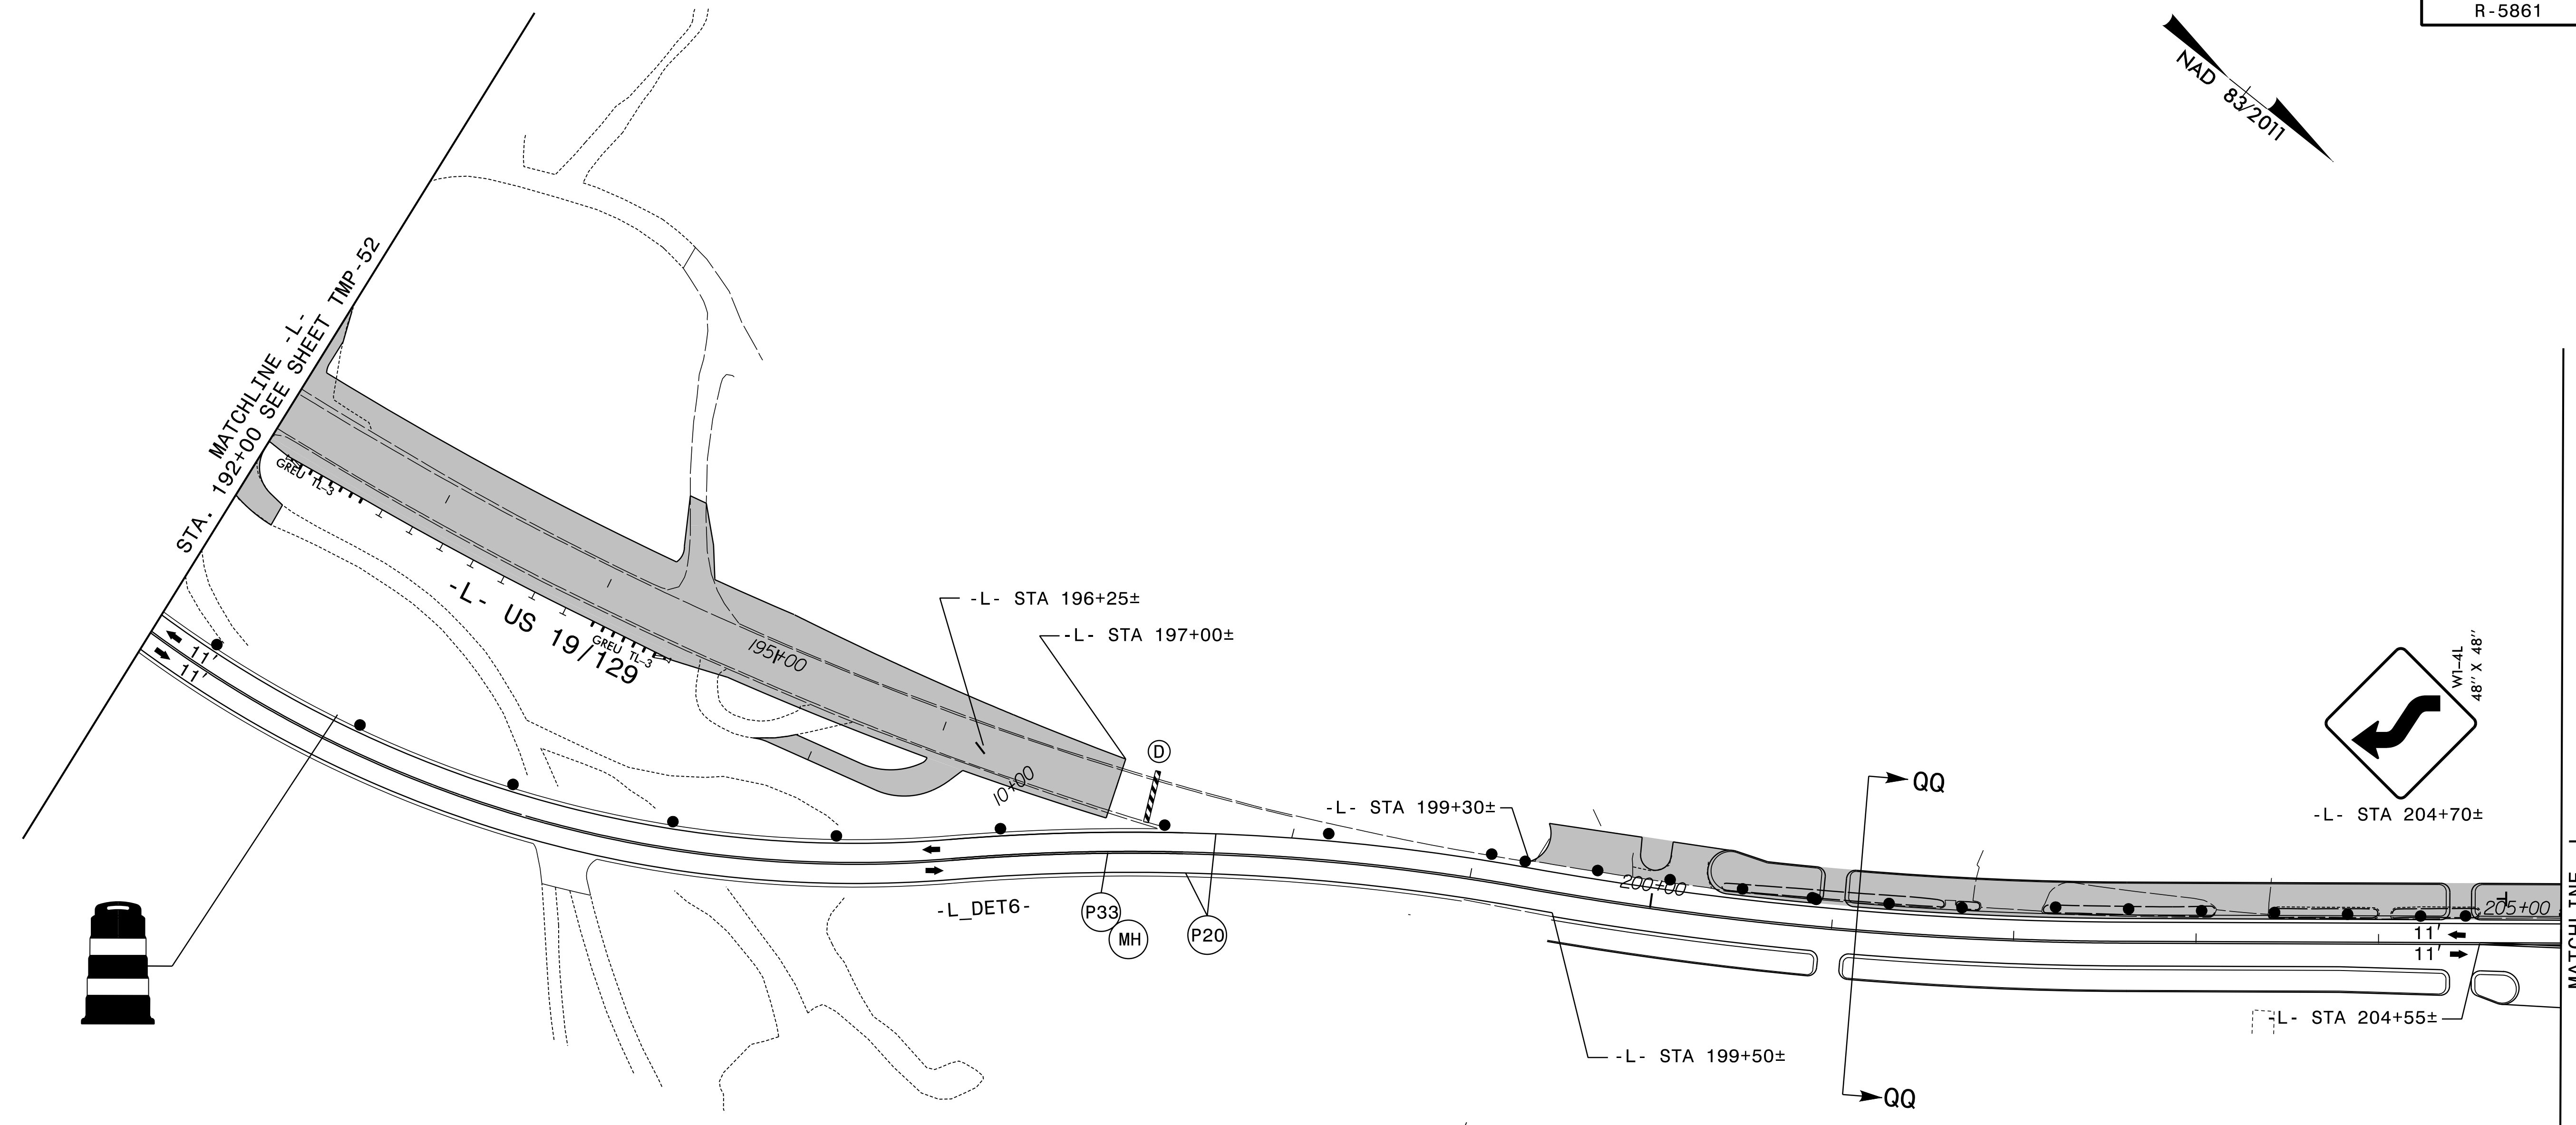 R-5861
NAD 83/2011
MATCHLINE -L-
STA. 192+00 SEE SHEET TMP-52
GREU TL-3
-L- US 19/129
GREU TL-3
195+00
-L- STA 196+25±
-L- STA 197+00±
D
10+00
11'
11'
-L_DET6-
P33
MH
P20
-L- STA 199+30±
200+00
-L- STA 199+50±
QQ
QQ
W1-4L
48'' X 48''
-L- STA 204+70±
205+00
11'
11'
-L- STA 204+55±
MATCHLINE